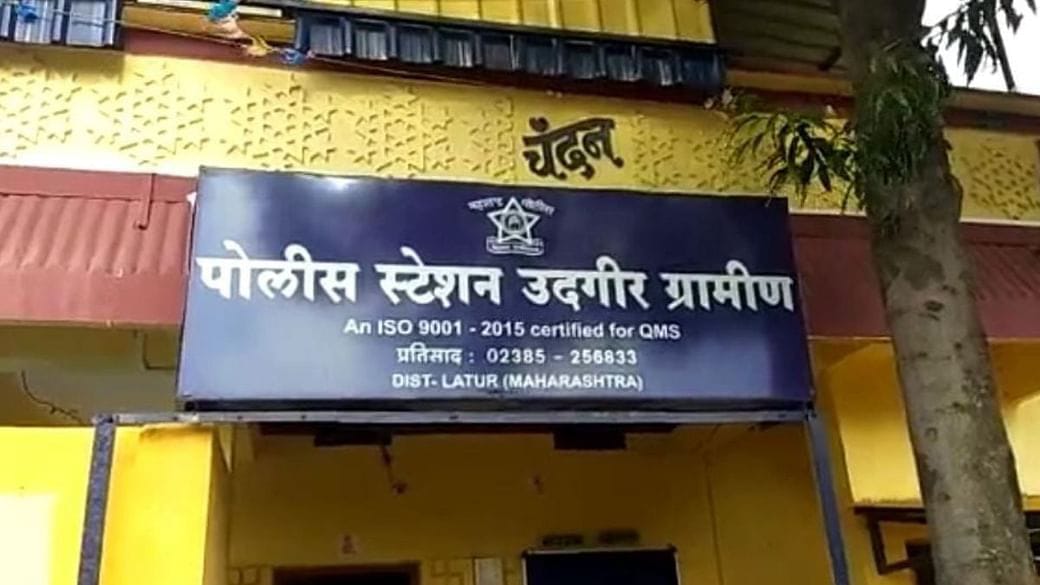 चंदन
पोलीस स्टेशन उदगीर ग्रामीण
An ISO 9001 - 2015 certified for QMS
प्रतिसाद : 02385 - 256833
DIST- LATUR (MAHARASHTRA)